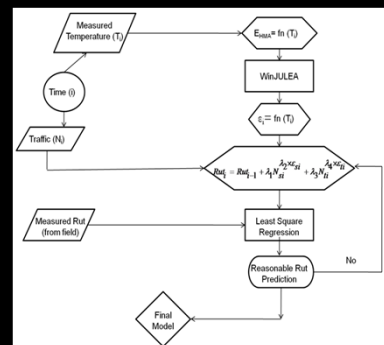 Measured
Temperature (Tᵢ)
E_HMA = fn (Tᵢ)
WinJULEA
Time (i)
εᵢ = fn (Tᵢ)
Traffic (Nᵢ)
Rutᵢ = Rutᵢ₋₁ + λ₁N_si^(λ₂×ε_si) + λ₃N_ti^(λ₄×ε_ti)
Measured Rut
(from field)
Least Square
Regression
No
Reasonable Rut
Prediction
Final
Model